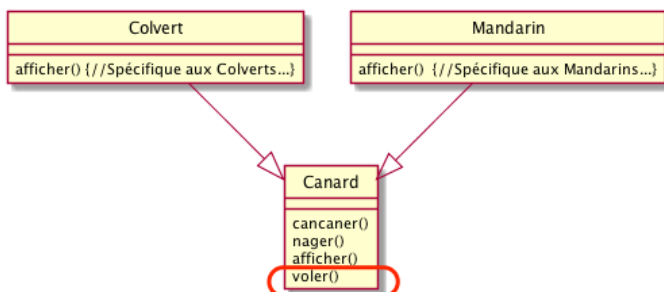 Colvert
afficher() {//Spécifique aux Colverts...}
Mandarin
afficher()  {//Spécifique aux Mandarins...}
Canard
cancaner()
nager()
afficher()
voler()